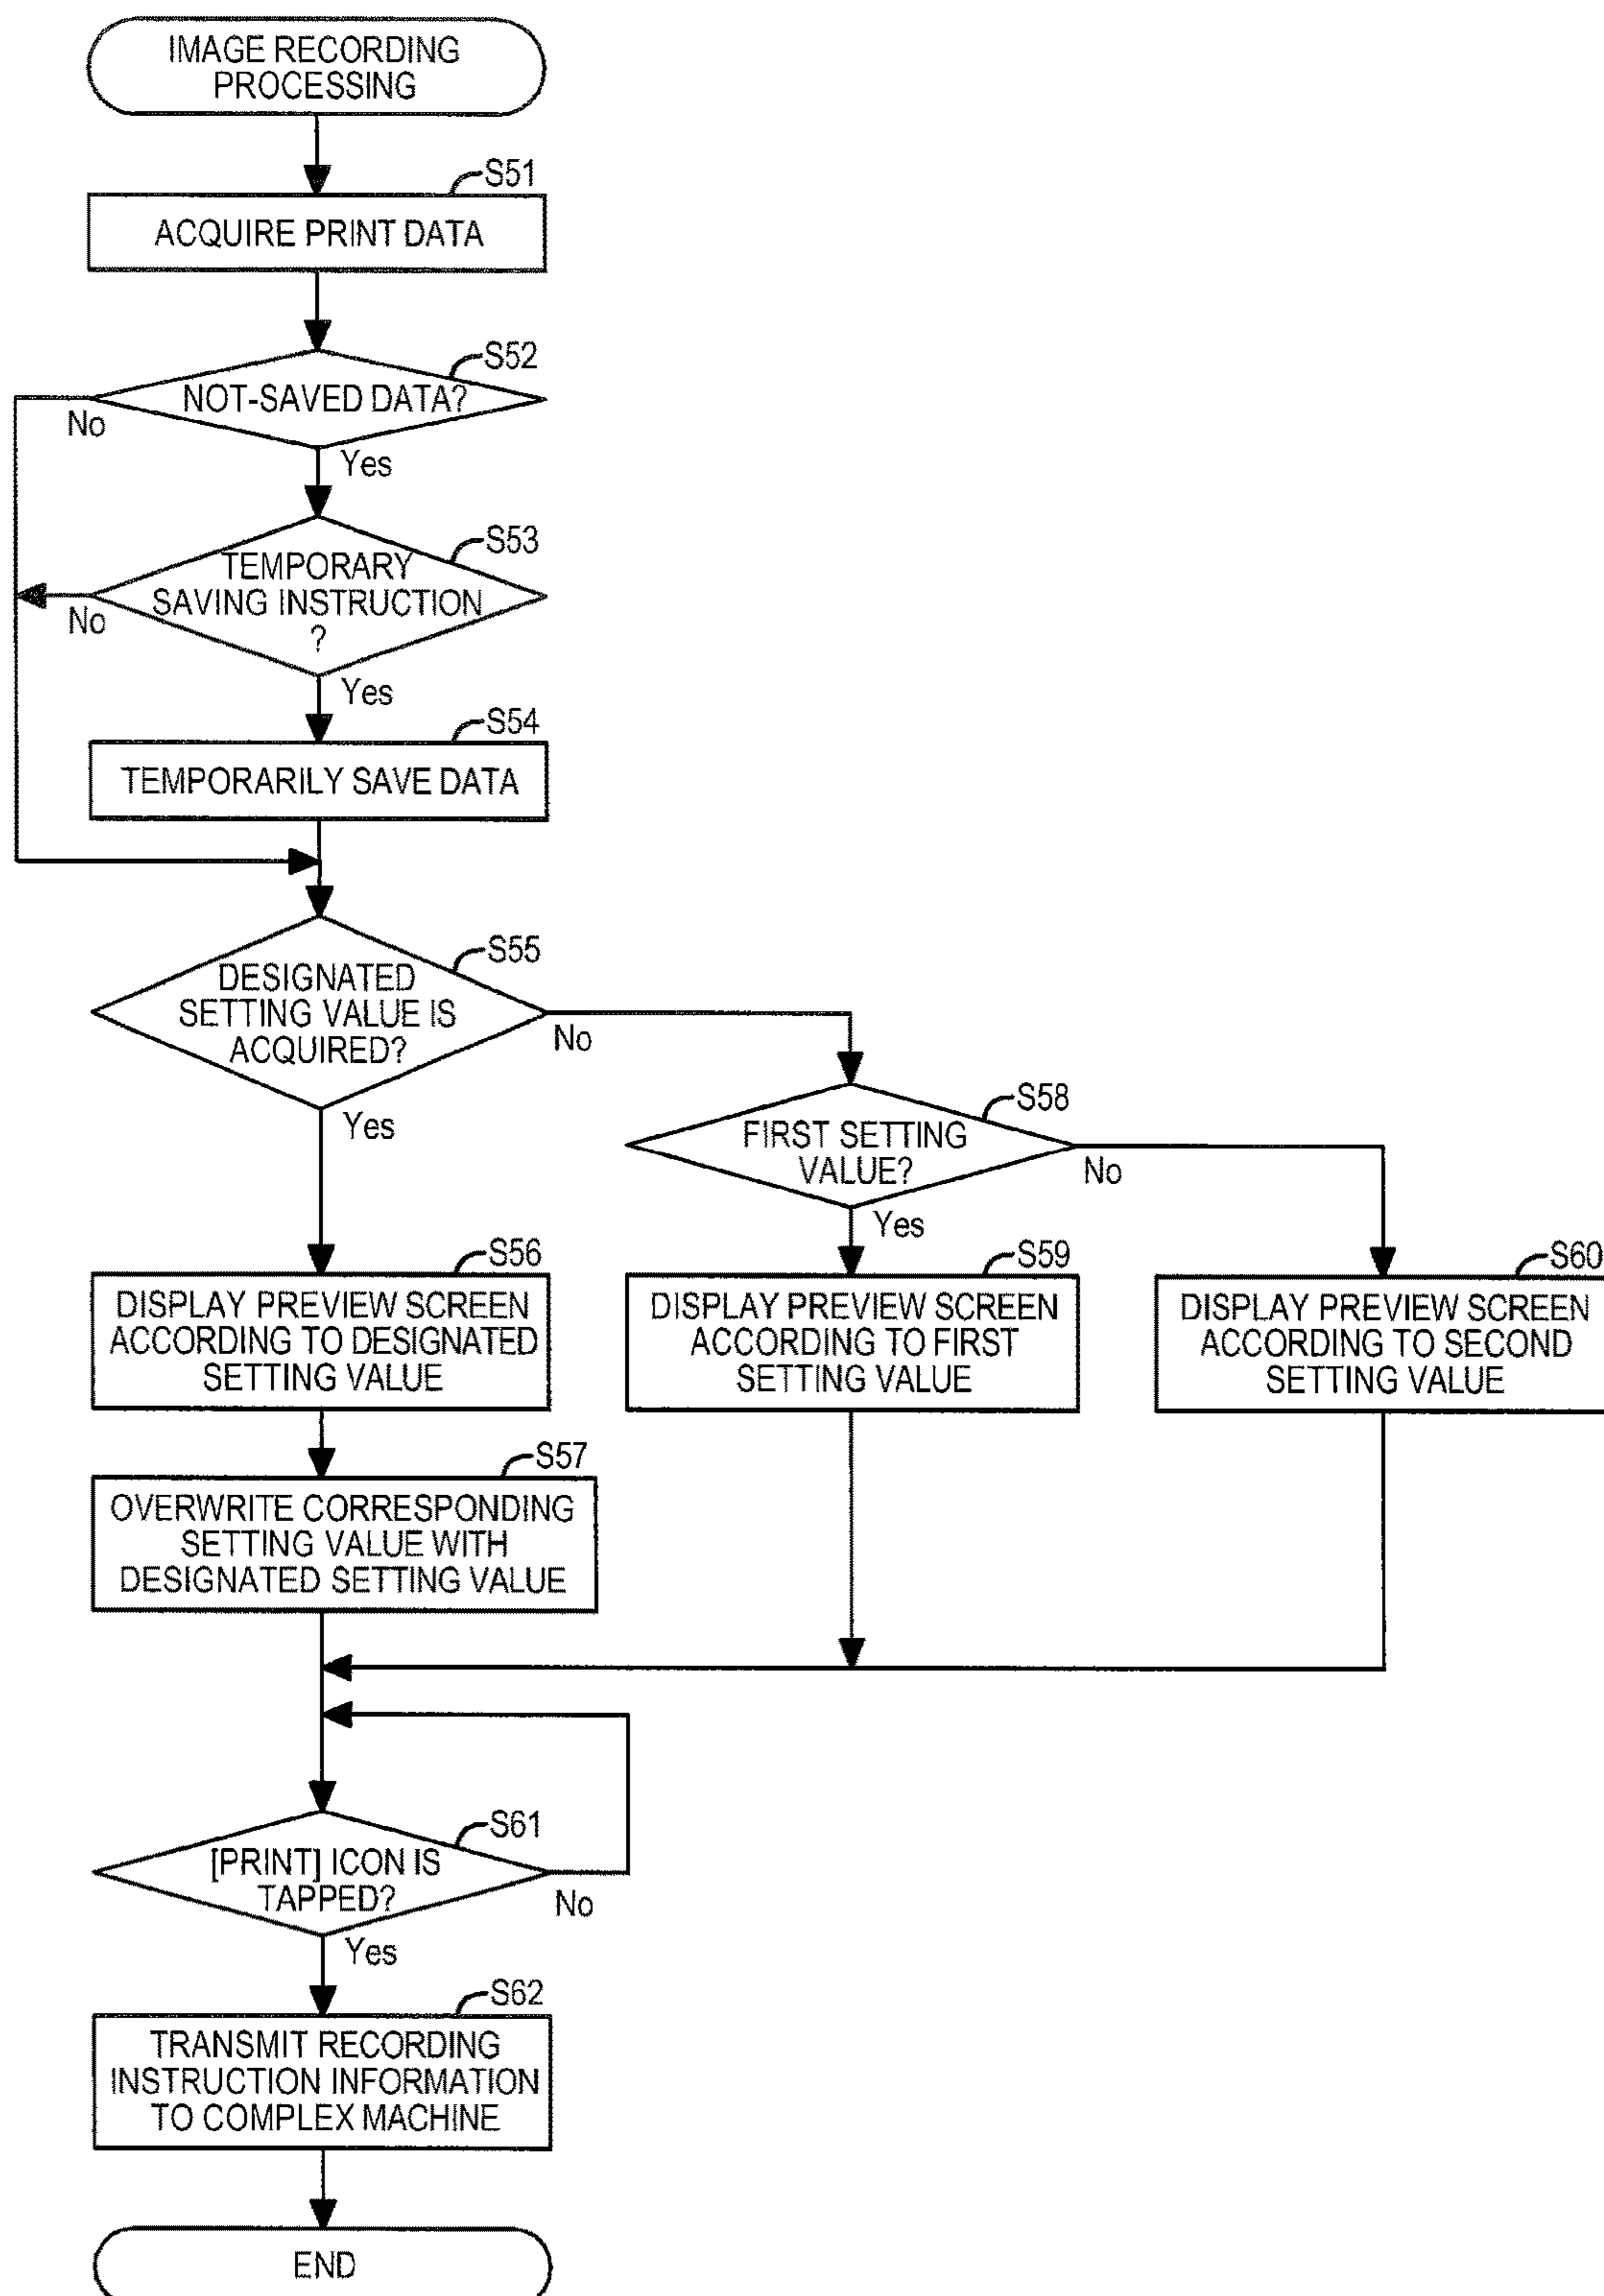 IMAGE RECORDING
PROCESSING
S51
ACQUIRE PRINT DATA
S52
NOT-SAVED DATA?
No
Yes
S53
TEMPORARY
SAVING INSTRUCTION
?
No
Yes
S54
TEMPORARILY SAVE DATA
S55
DESIGNATED
SETTING VALUE IS
ACQUIRED?
No
Yes
S58
FIRST SETTING
VALUE?
No
Yes
S56
DISPLAY PREVIEW SCREEN
ACCORDING TO DESIGNATED
SETTING VALUE
S59
DISPLAY PREVIEW SCREEN
ACCORDING TO FIRST
SETTING VALUE
S60
DISPLAY PREVIEW SCREEN
ACCORDING TO SECOND
SETTING VALUE
S57
OVERWRITE CORRESPONDING
SETTING VALUE WITH
DESIGNATED SETTING VALUE
S61
[PRINT] ICON IS
TAPPED?
No
Yes
S62
TRANSMIT RECORDING
INSTRUCTION INFORMATION
TO COMPLEX MACHINE
END